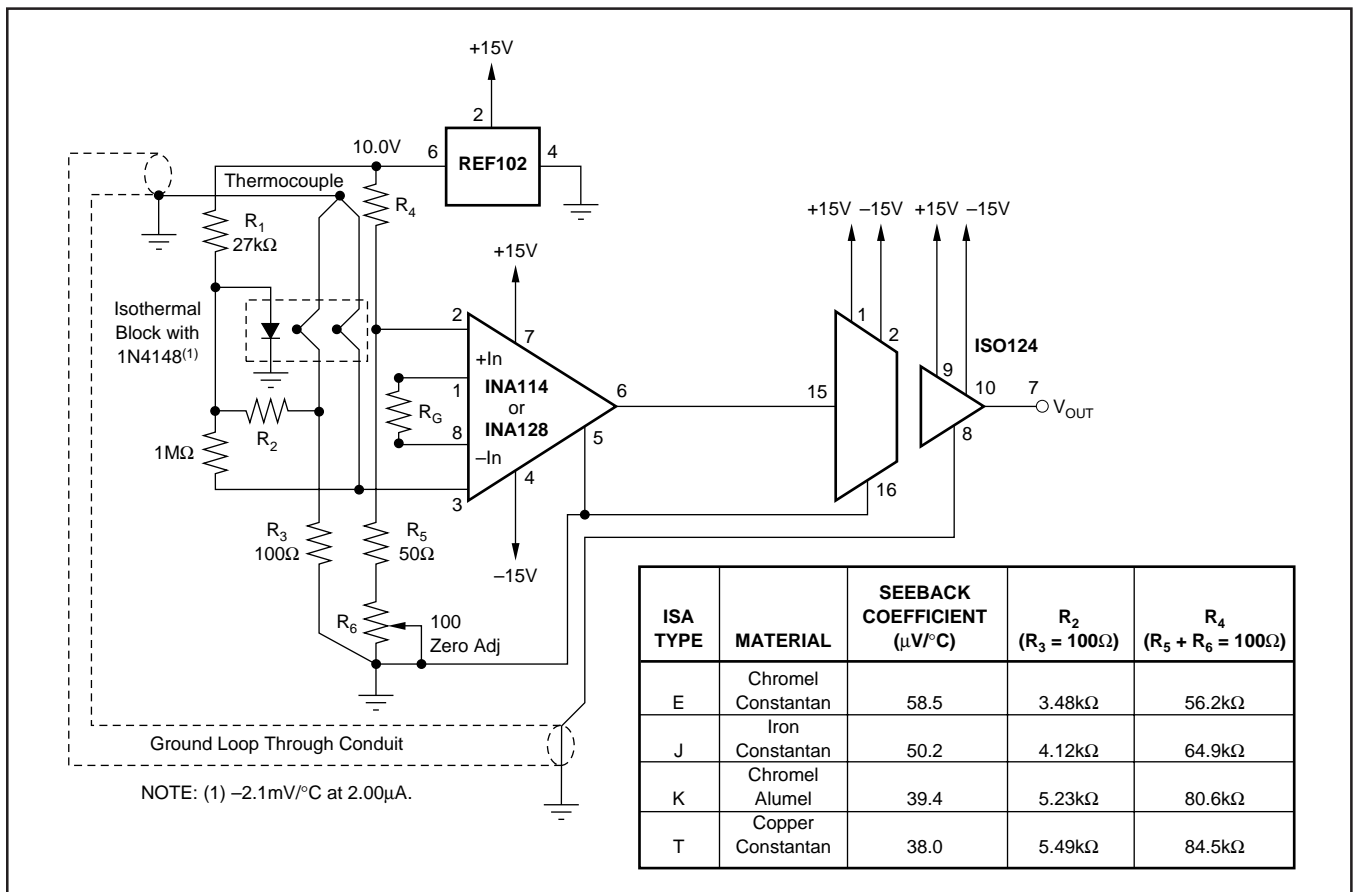 +15V
2
10.0V
6
REF102
4
Thermocouple
R4
R1
27kΩ
+15V
+15V –15V
+15V –15V
Isothermal
Block with
1N4148(1)
2
7
+In
1
INA114
or
INA128
RG
8
–In
5
6
4
3
1
2
ISO124
15
9
10
7
VOUT
8
16
R2
1MΩ
R3
100Ω
R5
50Ω
–15V
R6
100
Zero Adj
Ground Loop Through Conduit
NOTE: (1) –2.1mV/°C at 2.00µA.
ISA
TYPE
MATERIAL
SEEBACK
COEFFICIENT
(µV/°C)
R2
(R3 = 100Ω)
R4
(R5 + R6 = 100Ω)
E
Chromel
Constantan
58.5
3.48kΩ
56.2kΩ
J
Iron
Constantan
50.2
4.12kΩ
64.9kΩ
K
Chromel
Alumel
39.4
5.23kΩ
80.6kΩ
T
Copper
Constantan
38.0
5.49kΩ
84.5kΩ